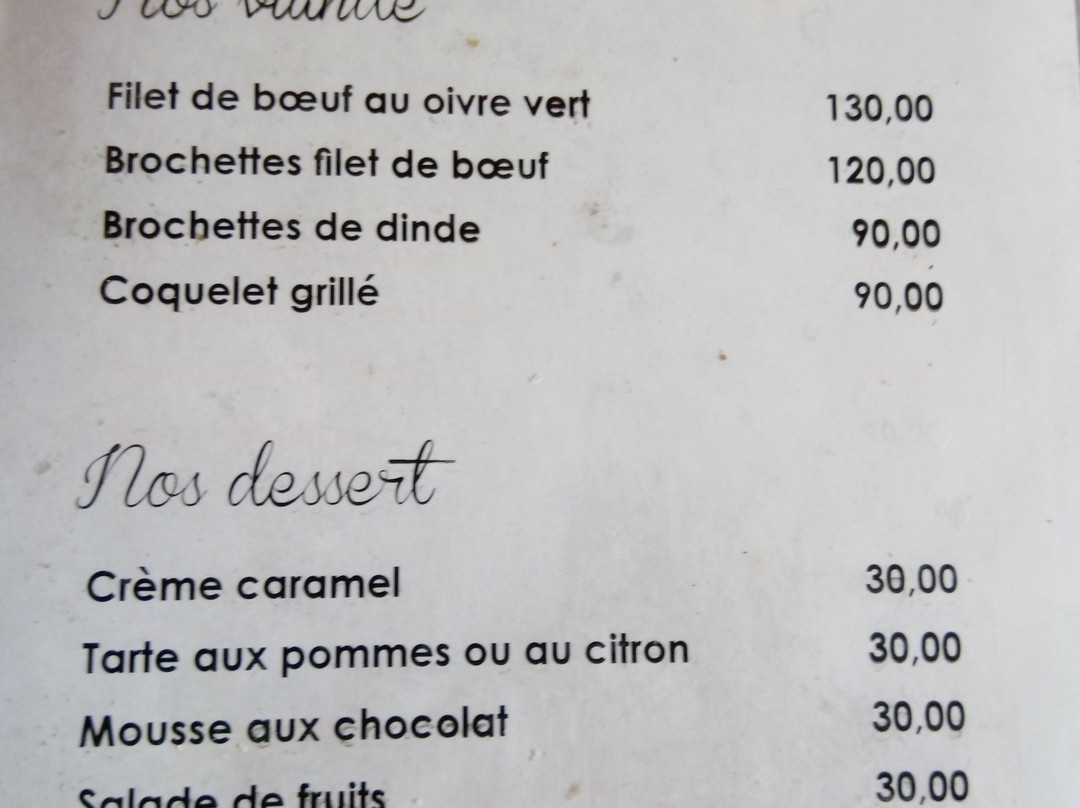 Nos viande
Filet de bœuf au oivre vert 130,00
Brochettes filet de bœuf 120,00
Brochettes de dinde 90,00
Coquelet grillé 90,00
Nos dessert
Crème caramel 30,00
Tarte aux pommes ou au citron 30,00
Mousse aux chocolat 30,00
Salade de fruits 30,00